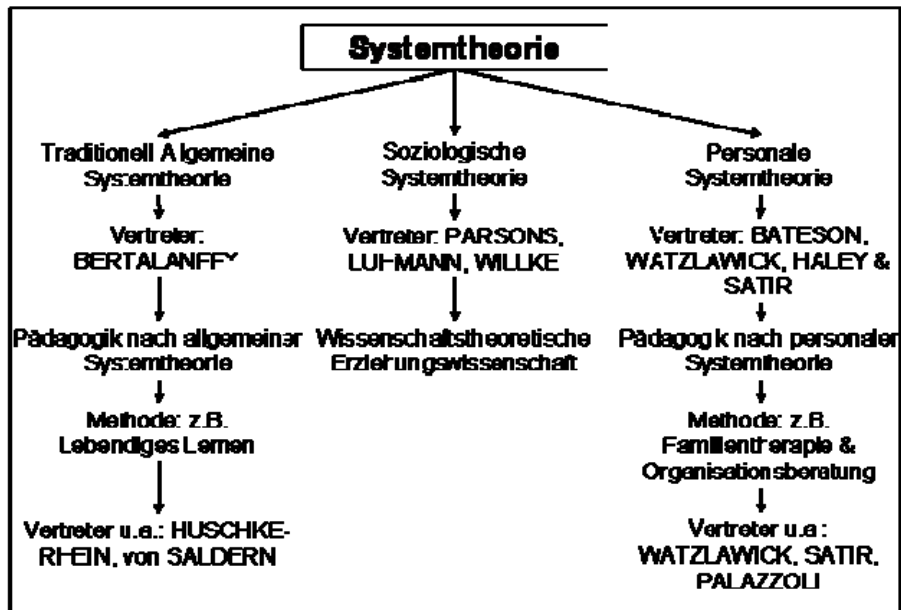 Systemtheorie
Traditionell Allgemeine
Systemtheorie
Vertreter:
BERTALANFFY
Pädagogik nach allgemeiner
Systemtheorie
Methode: z.B.
Lebendiges Lernen
Vertreter u.a.: HUSCHKE-
RHEIN, von SALDERN
Soziologische
Systemtheorie
Vertreter: PARSONS,
LUHMANN, WILLKE
Wissenschaftstheoretische
Erziehungswissenschaft
Personale
Systemtheorie
Vertreter: BATESON,
WATZLAWICK, HALEY &
SATIR
Pädagogik nach personaler
Systemtheorie
Methode: z.B.
Familientherapie &
Organisationsberatung
Vertreter u.a.:
WATZLAWICK, SATIR,
PALAZZOLI